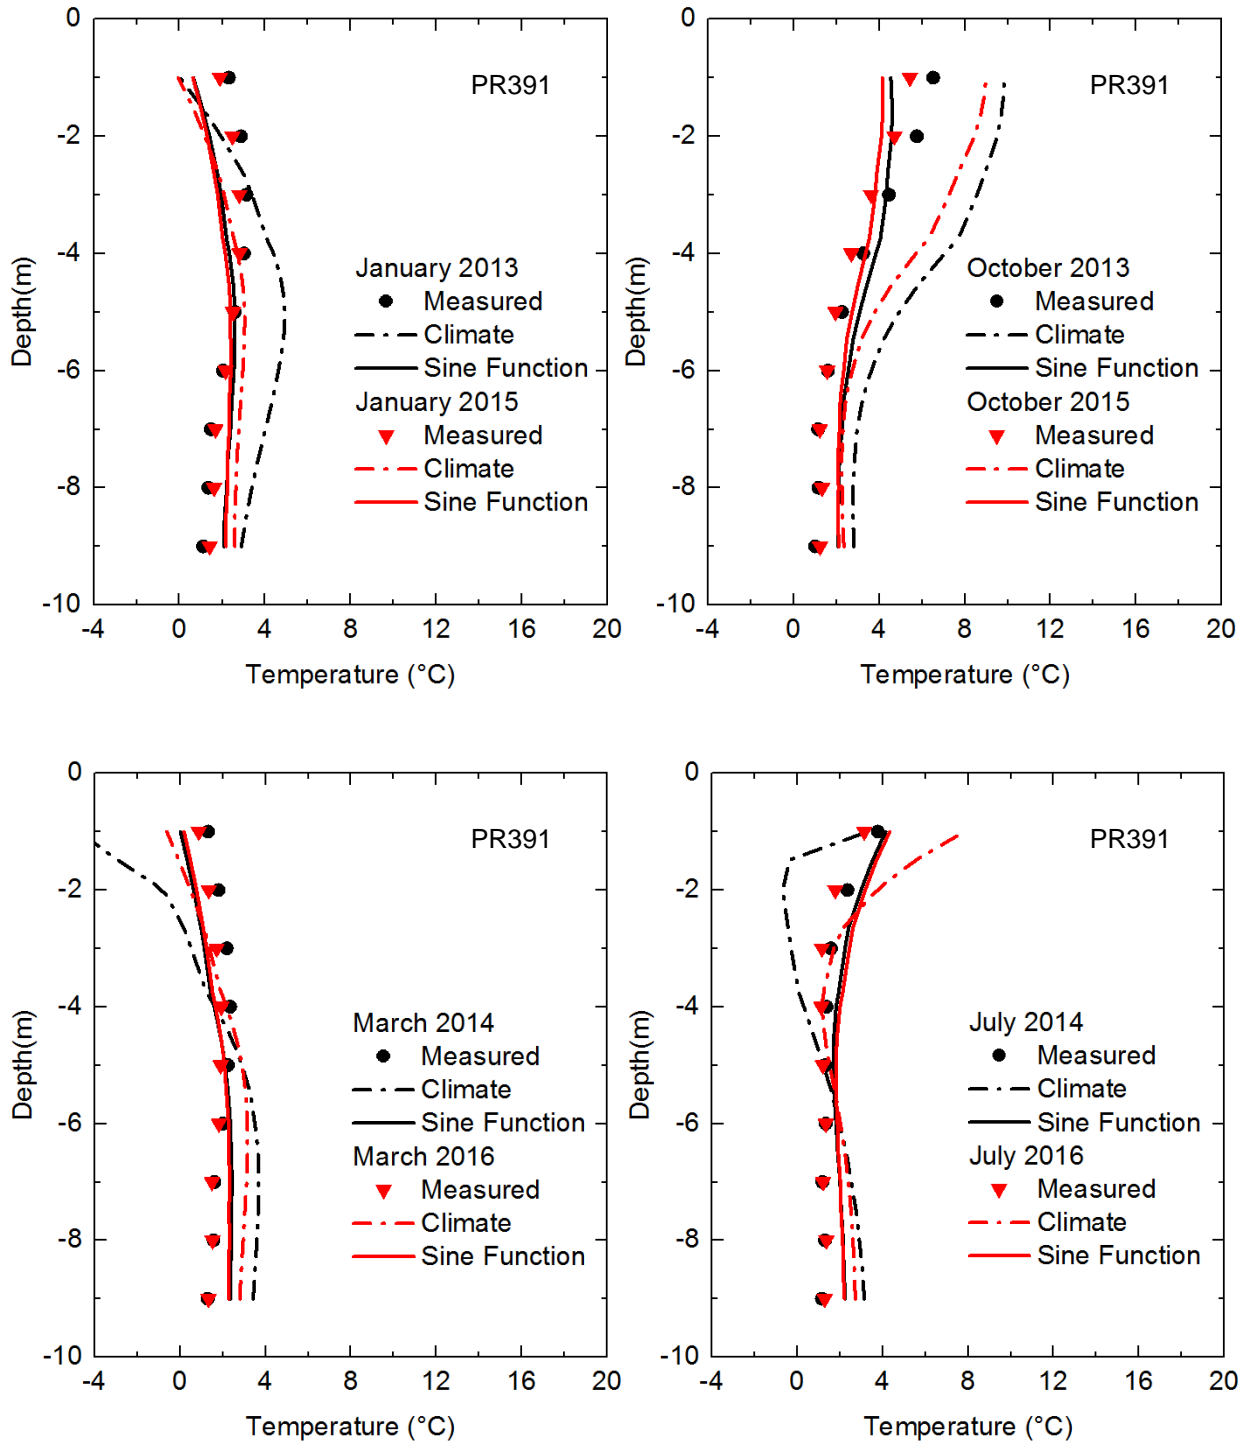 0
-2
-4
-6
-8
-10
-4
0
4
8
12
16
20
Depth(m)
Temperature (°C)
PR391
January 2013
Measured
Climate
Sine Function
January 2015
Measured
Climate
Sine Function
0
-2
-4
-6
-8
-10
-4
0
4
8
12
16
20
Depth(m)
Temperature (°C)
PR391
October 2013
Measured
Climate
Sine Function
October 2015
Measured
Climate
Sine Function
0
-2
-4
-6
-8
-10
-4
0
4
8
12
16
20
Depth(m)
Temperature (°C)
PR391
March 2014
Measured
Climate
Sine Function
March 2016
Measured
Climate
Sine Function
0
-2
-4
-6
-8
-10
-4
0
4
8
12
16
20
Depth(m)
Temperature (°C)
PR391
July 2014
Measured
Climate
Sine Function
July 2016
Measured
Climate
Sine Function